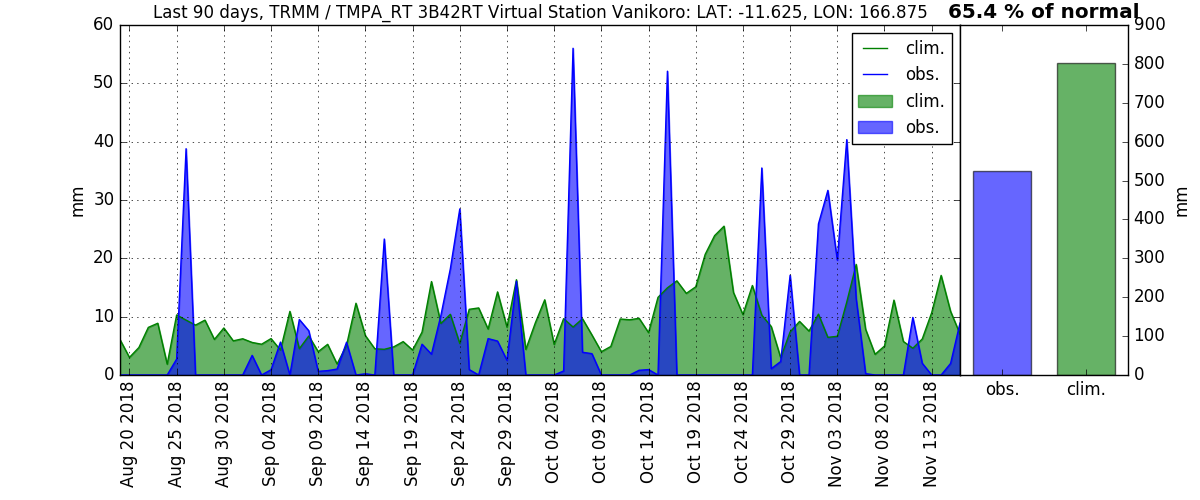 Last 90 days, TRMM / TMPA_RT 3B42RT Virtual Station Vanikoro: LAT: -11.625, LON: 166.875
65.4 % of normal
60
50
40
30
20
10
0
mm
clim.
obs.
clim.
obs.
Aug 20 2018
Aug 25 2018
Aug 30 2018
Sep 04 2018
Sep 09 2018
Sep 14 2018
Sep 19 2018
Sep 24 2018
Sep 29 2018
Oct 04 2018
Oct 09 2018
Oct 14 2018
Oct 19 2018
Oct 24 2018
Oct 29 2018
Nov 03 2018
Nov 08 2018
Nov 13 2018
900
800
700
600
500
400
300
200
100
0
mm
obs.
clim.